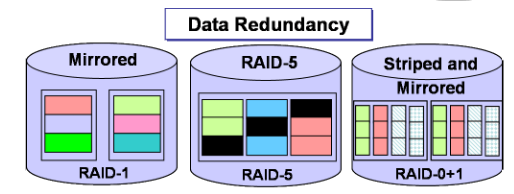 Data Redundancy
Mirrored
RAID-1
RAID-5
RAID-5
Striped and
Mirrored
RAID-0+1